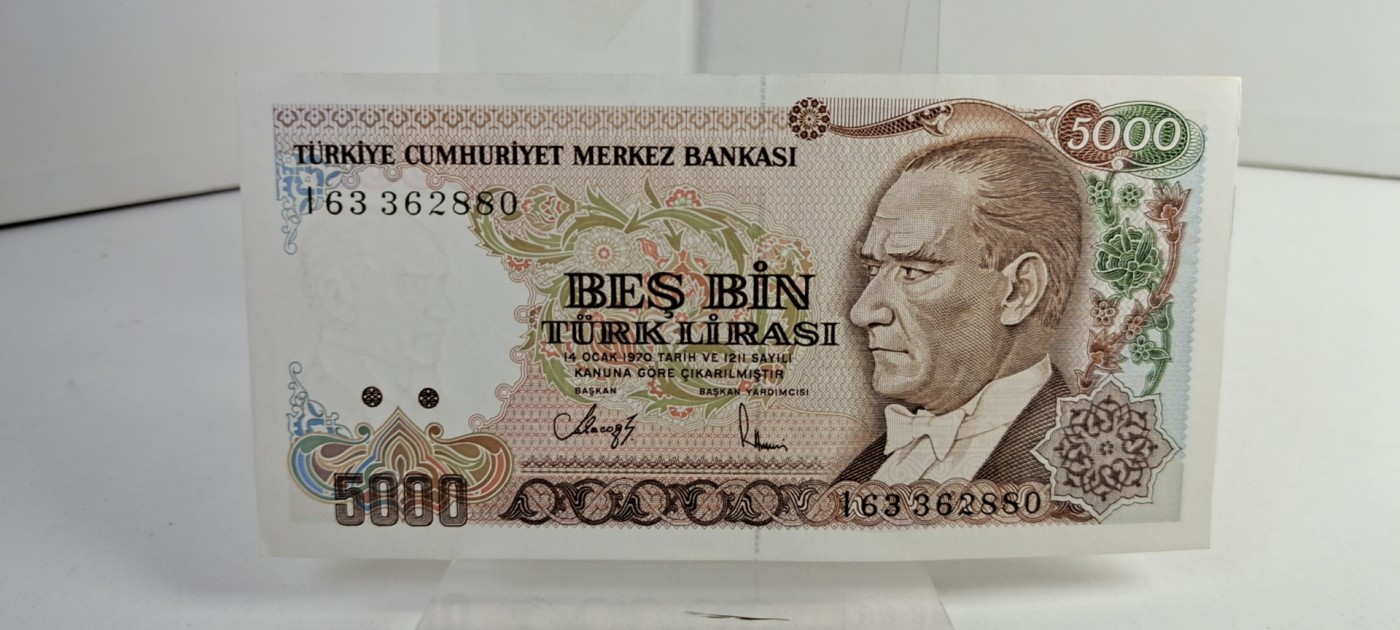 5000
TÜRKİYE CUMHURİYET MERKEZ BANKASI
I63 362880
BEŞ BİN
TÜRK LİRASI
14 OCAK 1970 TARİH VE 1211 SAYILI
KANUNA GÖRE ÇIKARILMIŞTIR
BAŞKAN BAŞKAN YARDIMCISI
5000
I63 362880